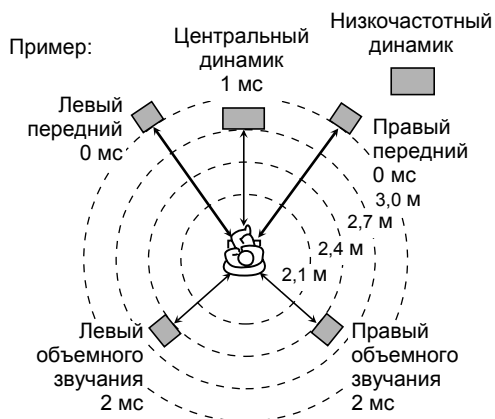 Пример:
Центральный
динамик
1 мс
Низкочастотный
динамик
Левый
передний
0 мс
Правый
передний
0 мс
3,0 м
2,7 м
2,4 м
2,1 м
Левый
объемного
звучания
2 мс
Правый
объемного
звучания
2 мс